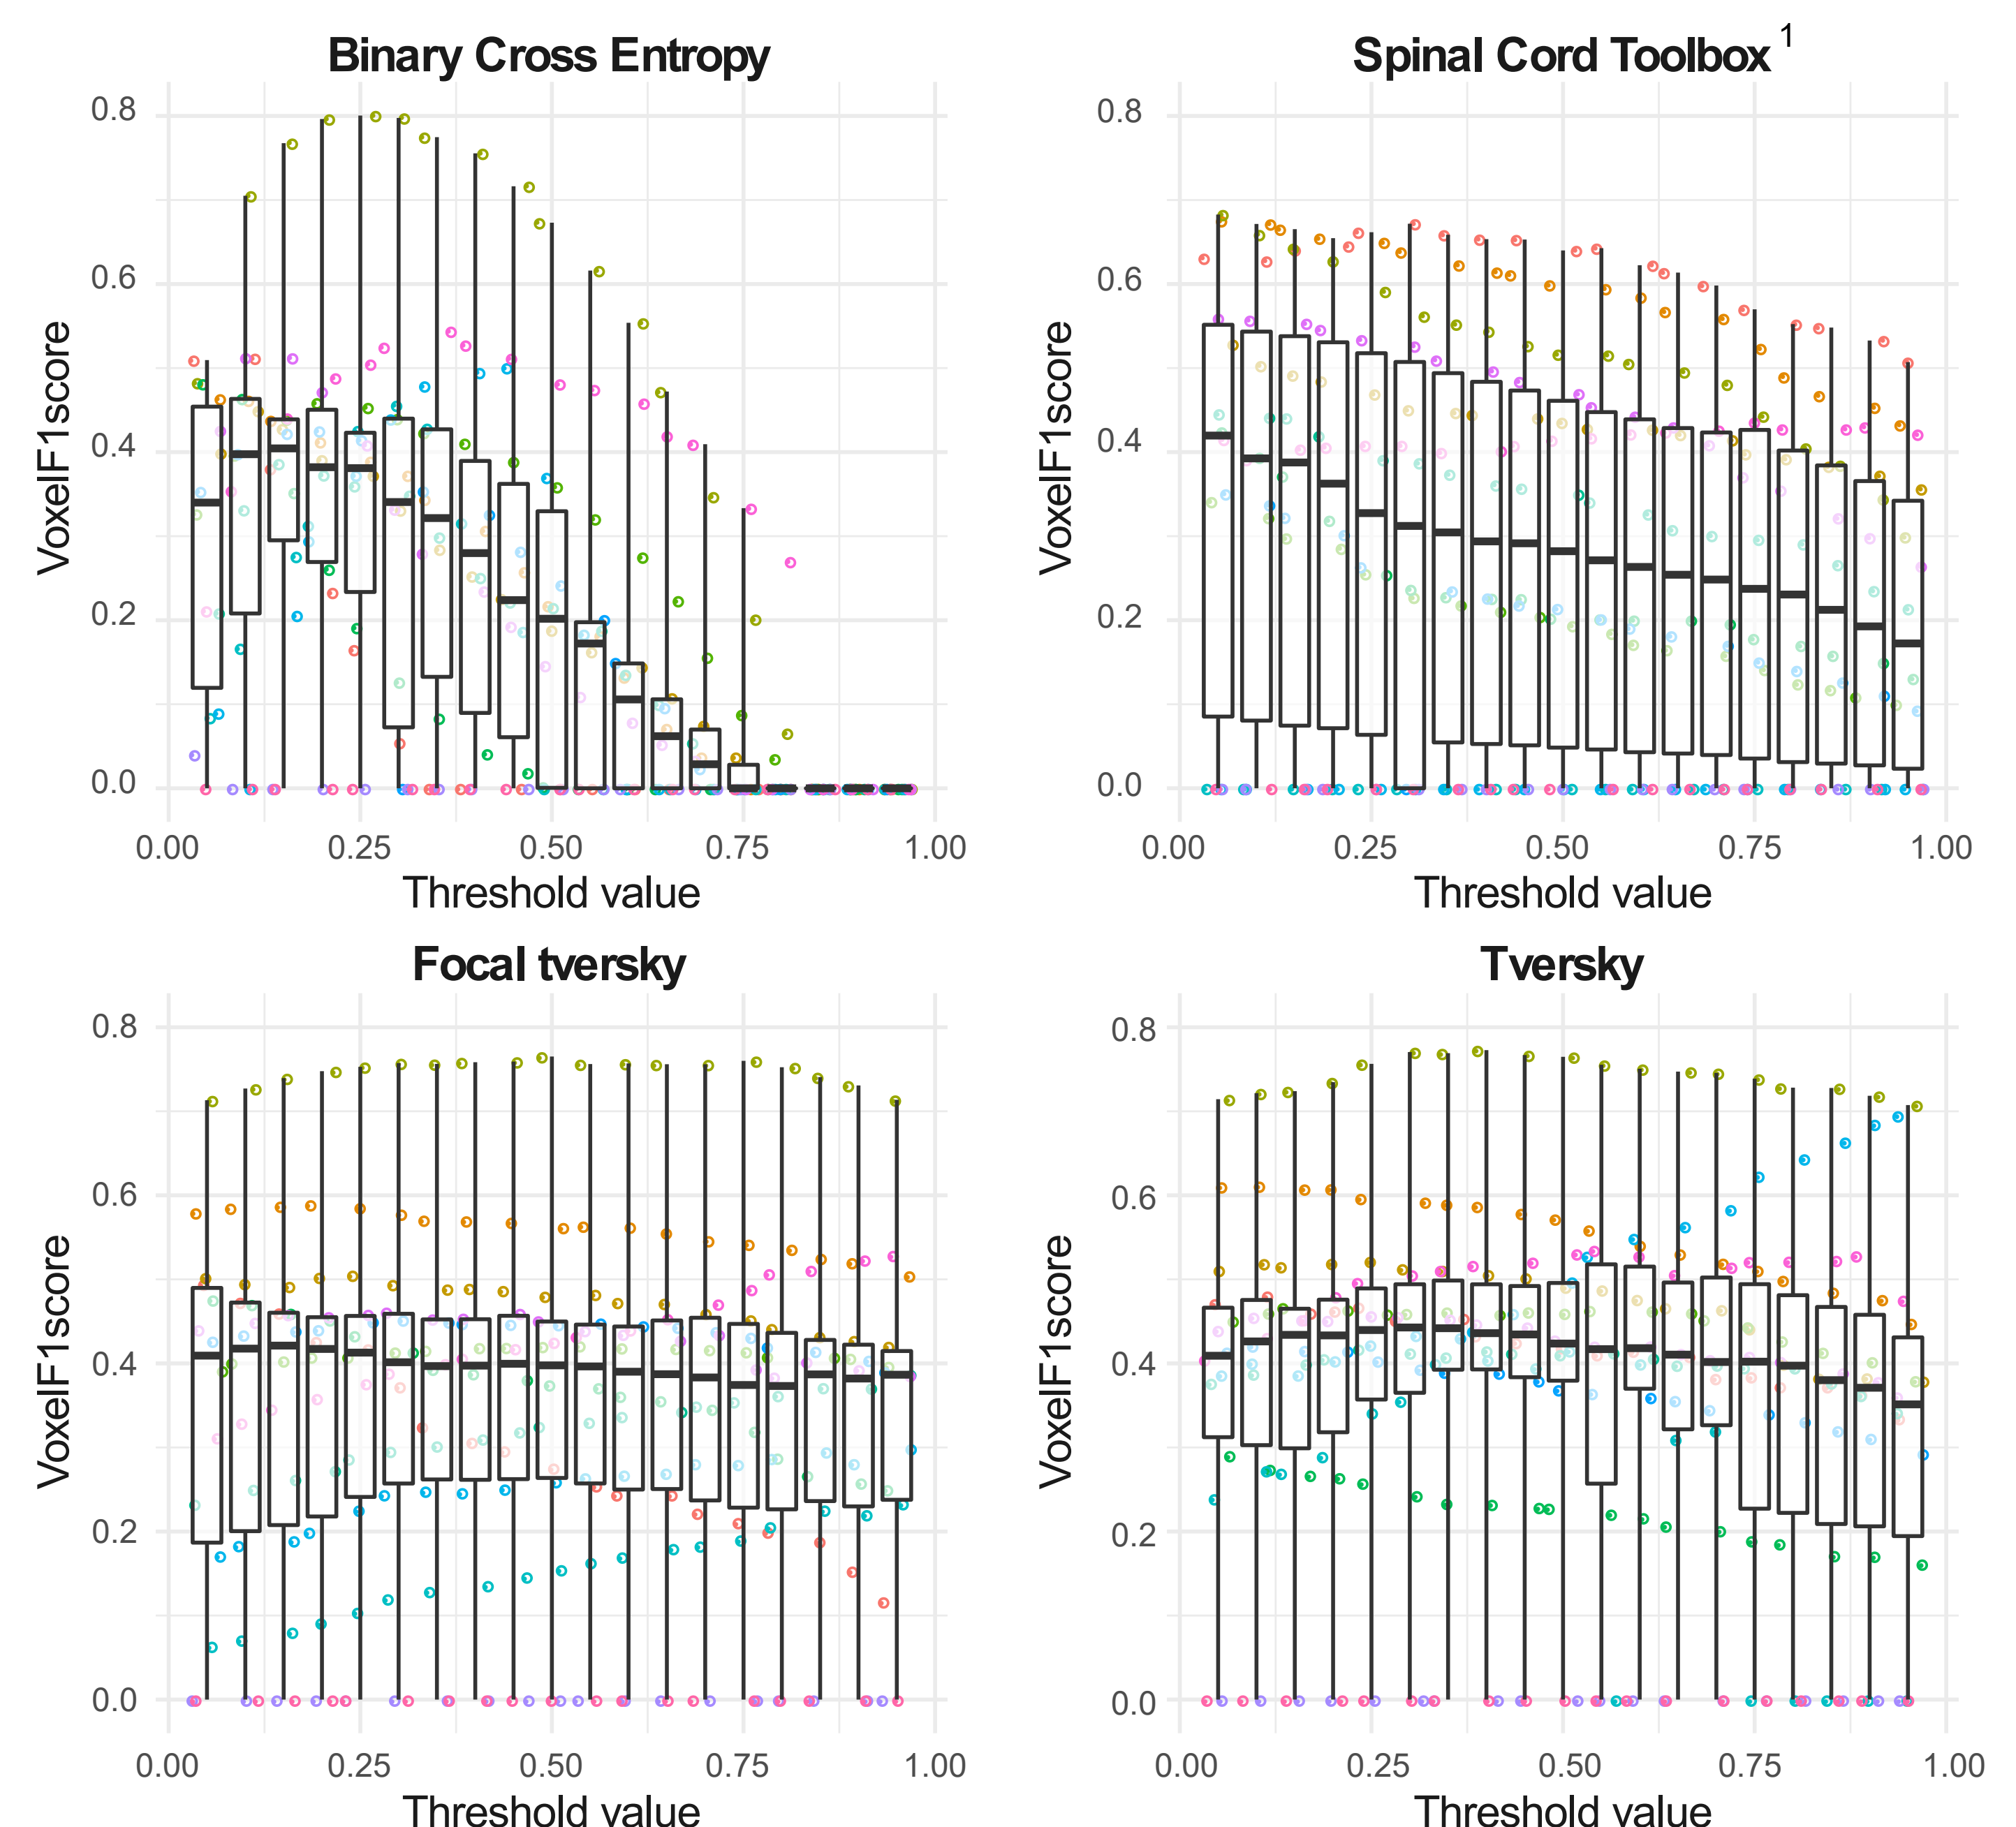 Binary Cross Entropy
Spinal Cord Toolbox 1
VoxelF1score
0.8
0.6
0.4
0.2
0.0
0.00 0.25 0.50 0.75 1.00
Threshold value
VoxelF1score
0.8
0.6
0.4
0.2
0.0
0.00 0.25 0.50 0.75 1.00
Threshold value
Focal tversky
Tversky
VoxelF1score
0.8
0.6
0.4
0.2
0.0
0.00 0.25 0.50 0.75 1.00
Threshold value
VoxelF1score
0.8
0.6
0.4
0.2
0.0
0.00 0.25 0.50 0.75 1.00
Threshold value